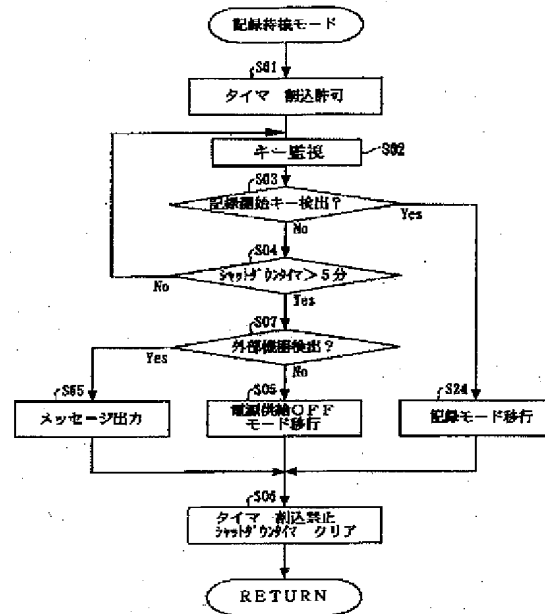 記録待機モード
S01
タイマ 割込許可
キー監視
S02
S03
記録開始キー検出?
Yes
No
S04
シャットダウンタイマ>5分
No
Yes
S07
外部機器検出?
Yes
No
S65
メッセージ出力
S05
電源供給OFF
モード移行
S24
記録モード移行
S06
タイマ 割込禁止
シャットダウンタイマ クリア
RETURN